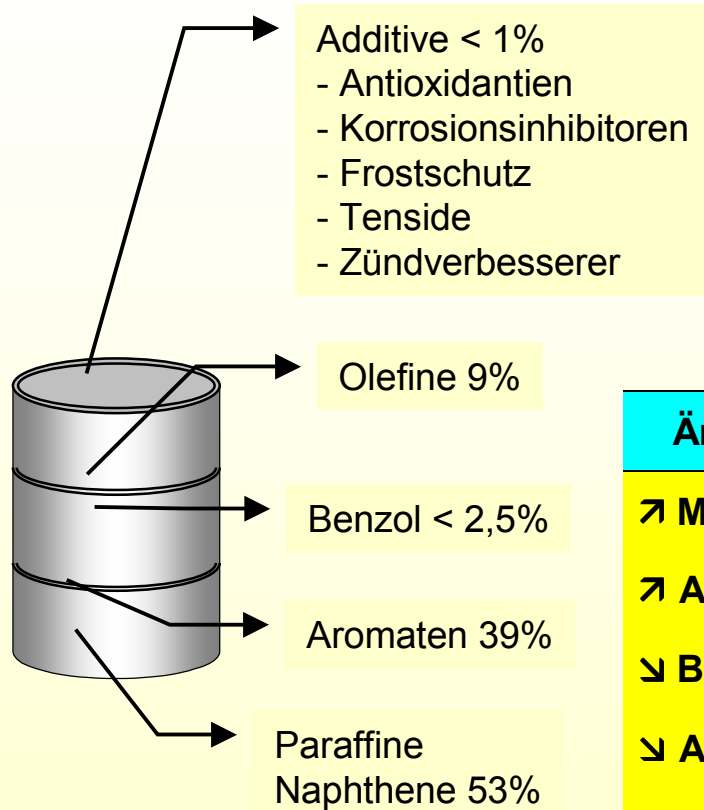 Additive < 1%
- Antioxidantien
- Korrosionsinhibitoren
- Frostschutz
- Tenside
- Zündverbesserer
Olefine 9%
Benzol < 2,5%
Aromaten 39%
Paraffine
Naphthene 53%
↗ M
↗ A
↘ B
↘ A